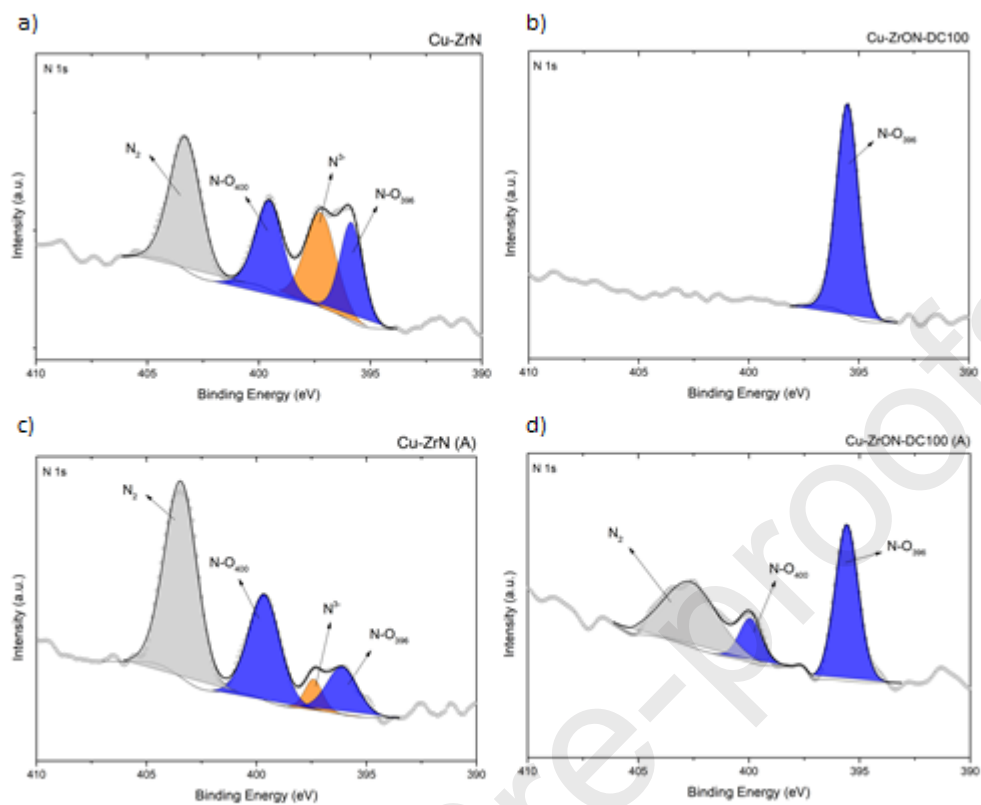 a)
Cu-ZrN
N 1s
N₂
N-O₄₀₀
N³⁻
N-O₃₉₆
Intensity (a.u.)
410 405 400 395 390
Binding Energy (eV)
b)
Cu-ZrON-DC100
N 1s
N-O₃₉₆
Intensity (a.u.)
410 405 400 395 390
Binding Energy (eV)
c)
Cu-ZrN (A)
N 1s
N₂
N-O₄₀₀
N³⁻
N-O₃₉₆
Intensity (a.u.)
410 405 400 395 390
Binding Energy (eV)
d)
Cu-ZrON-DC100 (A)
N 1s
N₂
N-O₄₀₀
N-O₃₉₆
Intensity (a.u.)
410 405 400 395 390
Binding Energy (eV)
re-proof